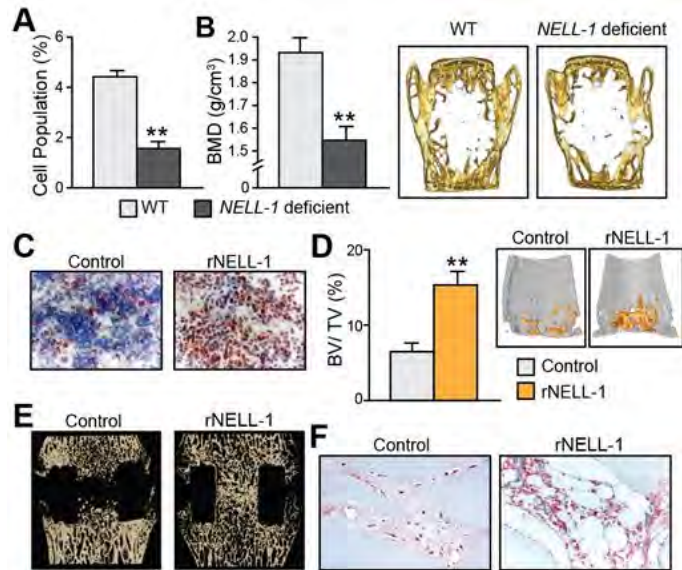 A
Cell Population (%)
6
4
2
0
**
B
BMD (g/cm³)
2.0
1.9
1.8
1.6
1.5
0
**
WT
NELL-1 deficient
WT
NELL-1 deficient
C
Control
rNELL-1
D
BV/ TV (%)
20
10
0
**
Control
rNELL-1
Control
rNELL-1
E
Control
rNELL-1
F
Control
rNELL-1